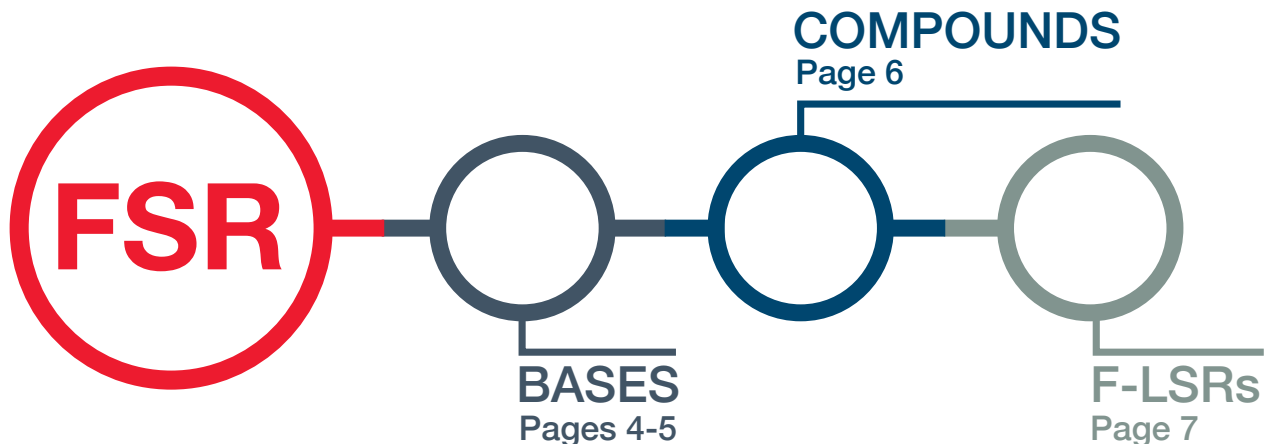 FSR
BASES
Pages 4-5
COMPOUNDS
Page 6
F-LSRs
Page 7